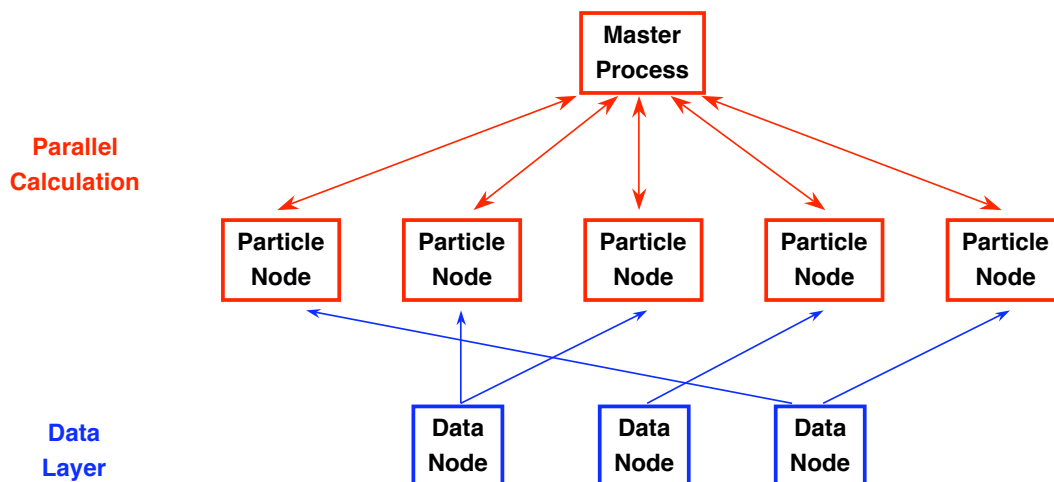 Master
Process
Parallel
Calculation
Particle
Node
Particle
Node
Particle
Node
Particle
Node
Particle
Node
Data
Layer
Data
Node
Data
Node
Data
Node